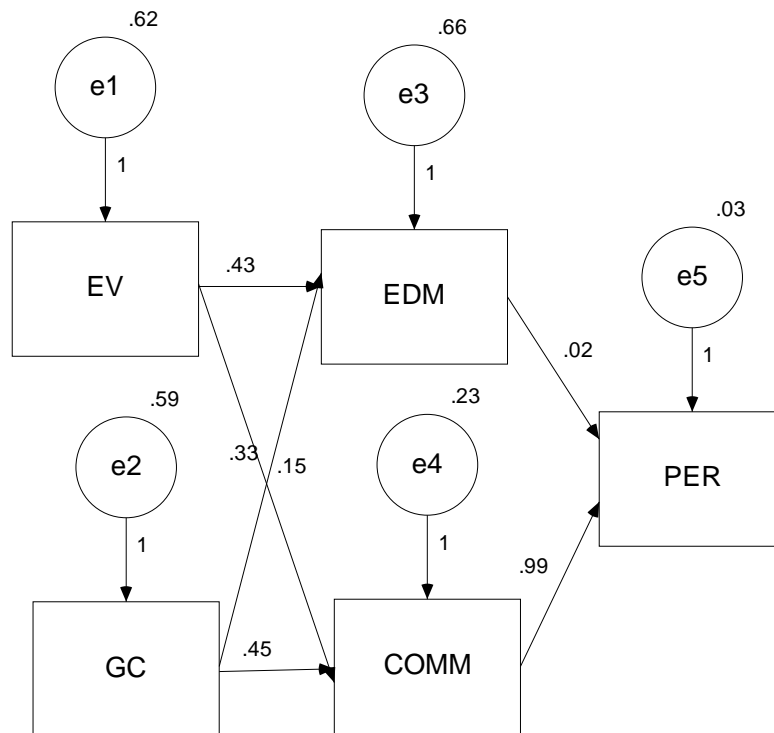 .62
e1
1
EV
.66
e3
1
EDM
.43
.03
e5
1
PER
.02
.59
e2
1
GC
.33
.15
.23
e4
1
COMM
.45
.99